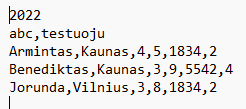 2022
abc,testuoju
Armintas,Kaunas,4,5,1834,2
Benediktas,Kaunas,3,9,5542,4
Jorunda,Vilnius,3,8,1834,2